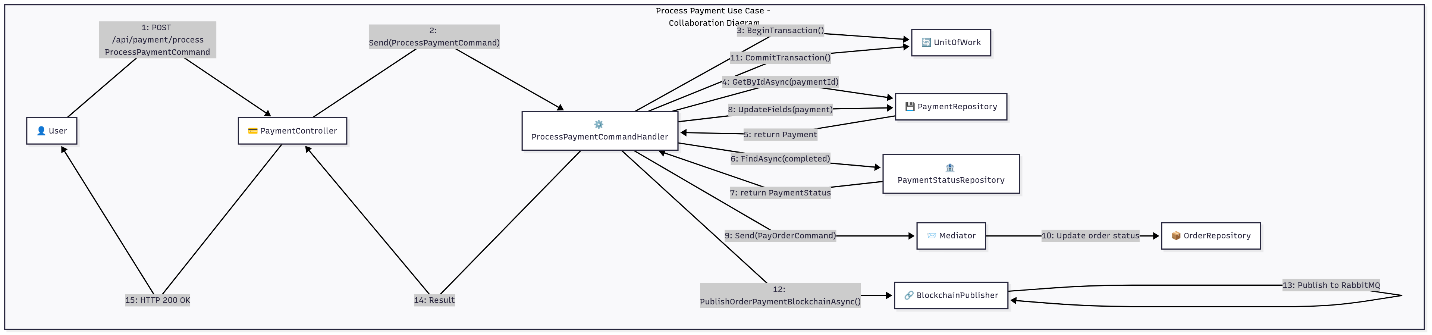 Process Payment Use Case -
Collaboration Diagram
1: POST
/api/payment/process
ProcessPaymentCommand
2:
Send(ProcessPaymentCommand)
3: BeginTransaction()
UnitOfWork
11: CommitTransaction()
4: GetByIdAsync(paymentId)
8: UpdateFields(payment)
PaymentRepository
5: return Payment
User
PaymentController
ProcessPaymentCommandHandler
6: FindAsync(completed)
PaymentStatusRepository
7: return PaymentStatus
9: Send(PayOrderCommand)
Mediator
10: Update order status
OrderRepository
12:
PublishOrderPaymentBlockchainAsync()
BlockchainPublisher
13: Publish to RabbitMQ
15: HTTP 200 OK
14: Result